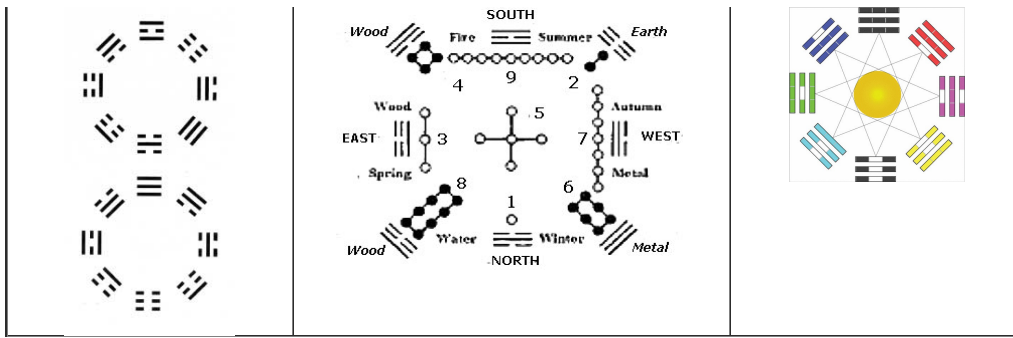 SOUTH
Wood
Fire
Summer
Earth
4
9
2
Wood
5
Autumn
EAST
3
7
WEST
Spring
Metal
8
1
6
Wood
Water
Winter
Metal
NORTH